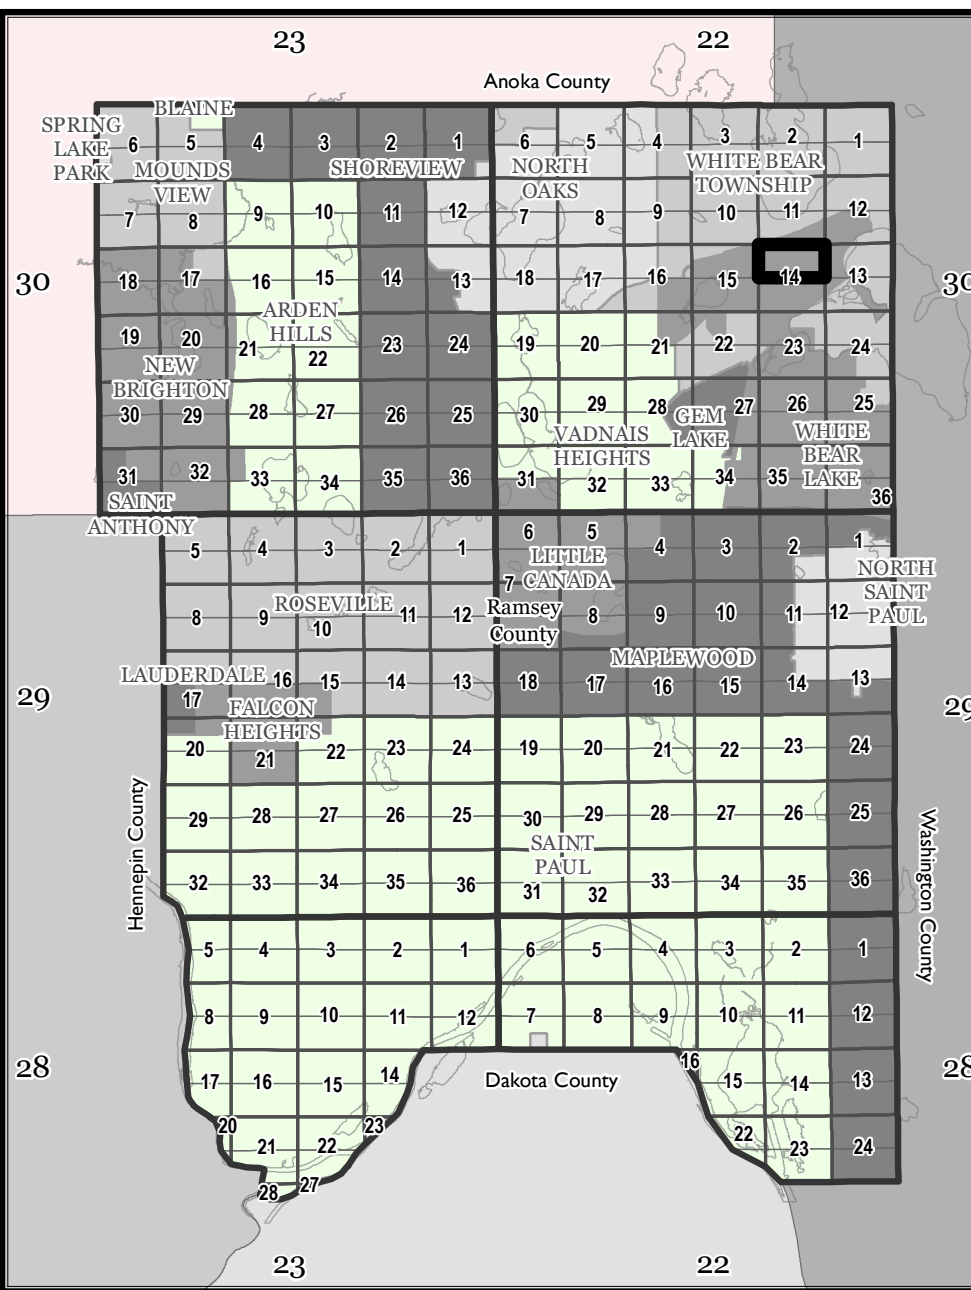 23 22
Anoka County
BLAINE
SPRING
LAKE
PARK
6 5 4 3 2 1 6 5 4 3 2 1
MOUNDS
VIEW
SHOREVIEW
NORTH
OAKS
WHITE BEAR
TOWNSHIP
7 8 9 10 11 12 7 8 9 10 11 12
30 30
18 17 16 15 14 13 18 17 16 15 14 13
ARDEN
HILLS
19 20 21 22 23 24 19 20 21 22 23 24
NEW
BRIGHTON
30 29 28 27 26 25 30 29 28 27 26 25
GEM
LAKE
VADNAIS
HEIGHTS
WHITE
BEAR
LAKE
31 32 33 34 35 36 31 32 33 34 35 36
SAINT
ANTHONY
5 4 3 2 1 6 5 4 3 2 1
LITTLE
CANADA
NORTH
SAINT
PAUL
ROSEVILLE
Ramsey
County
8 9 10 11 12 7 8 9 10 11 12
MAPLEWOOD
LAUDERDALE
17 16 15 14 13 18 17 16 15 14 13
29 29
FALCON
HEIGHTS
20 21 22 23 24 19 20 21 22 23 24
Hennepin County
Washington County
29 28 27 26 25 30 29 28 27 26 25
SAINT
PAUL
32 33 34 35 36 31 32 33 34 35 36
5 4 3 2 1 6 5 4 3 2 1
8 9 10 11 12 7 8 9 10 11 12
28 28
17 16 15 14 16 15 14 13
Dakota County
20 21 22 23 22 23 24
28 27
23 22